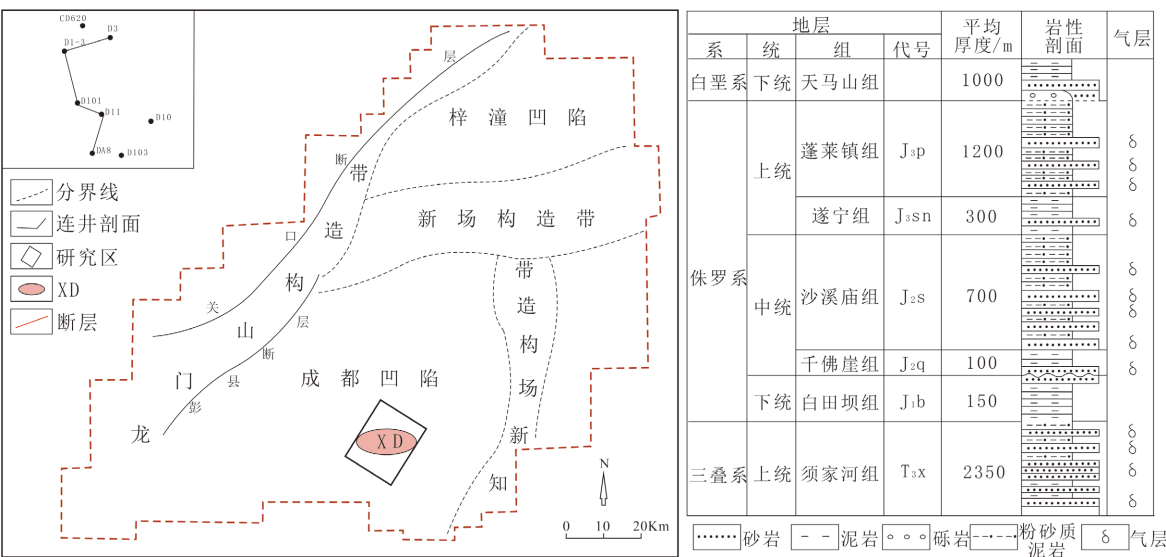 CD620
D3
D1-3
D101
D11
D10
DA8
D103
分界线
连井剖面
研究区
XD
断层
梓潼凹陷
新场构造带
成都凹陷
龙门山构造带
关口断层
彭县断层
知新场构造带
XD
N
0 10 20Km
地层 平均厚度/m 岩性剖面 气层
系 统 组 代号
白垩系 下统 天马山组 1000
侏罗系 上统 蓬莱镇组 J₃p 1200
遂宁组 J₃sn 300
中统 沙溪庙组 J₂s 700
千佛崖组 J₂q 100
下统 白田坝组 J₁b 150
三叠系 上统 须家河组 T₃x 2350
砂岩 泥岩 砾岩 粉砂质泥岩 气层